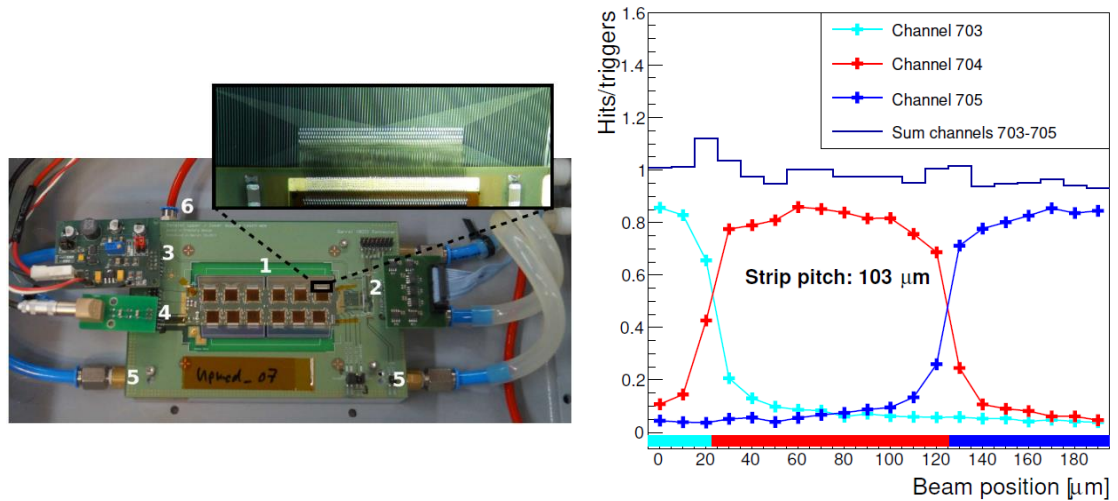 6
3
1
2
4
5
5
Upmed_07
Hits/triggers
1.6
1.4
1.2
1
0.8
0.6
0.4
0.2
0
Channel 703
Channel 704
Channel 705
Sum channels 703-705
Strip pitch: 103 μm
0 20 40 60 80 100 120 140 160 180
Beam position [μm]